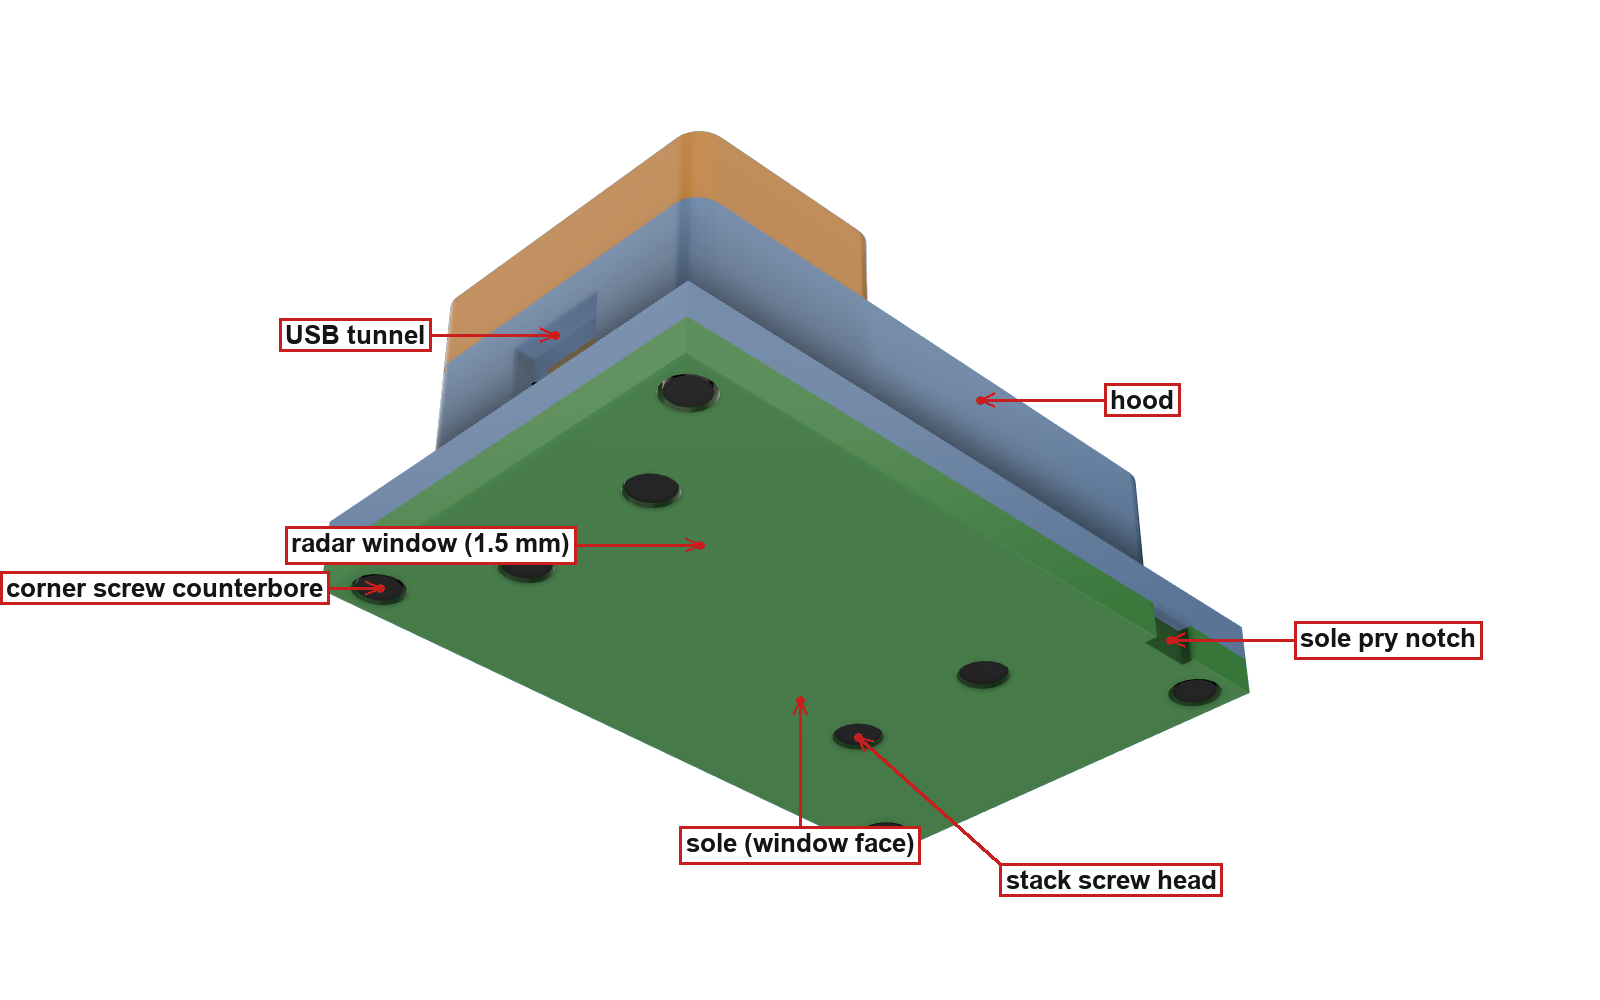 USB tunnel
hood
radar window (1.5 mm)
corner screw counterbore
sole pry notch
sole (window face)
stack screw head